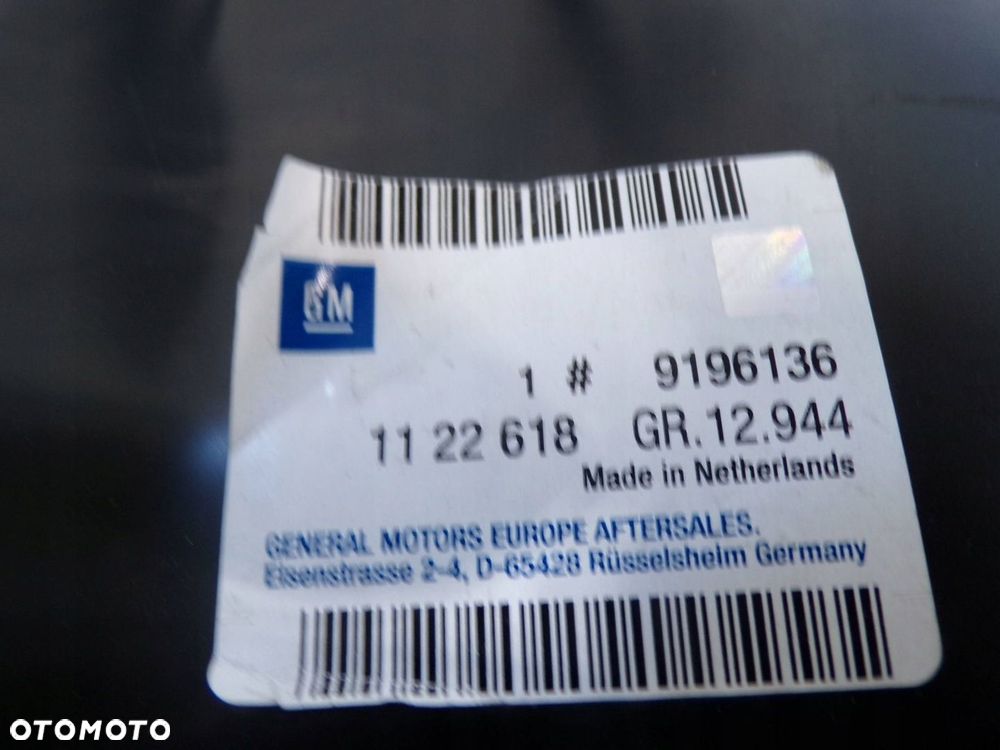 GM
1 # 9196136
11 22 618 GR.12.944
Made in Netherlands
GENERAL MOTORS EUROPE AFTERSALES.
Eisenstrasse 2-4, D-65428 Rüsselsheim Germany
OTOMOTO